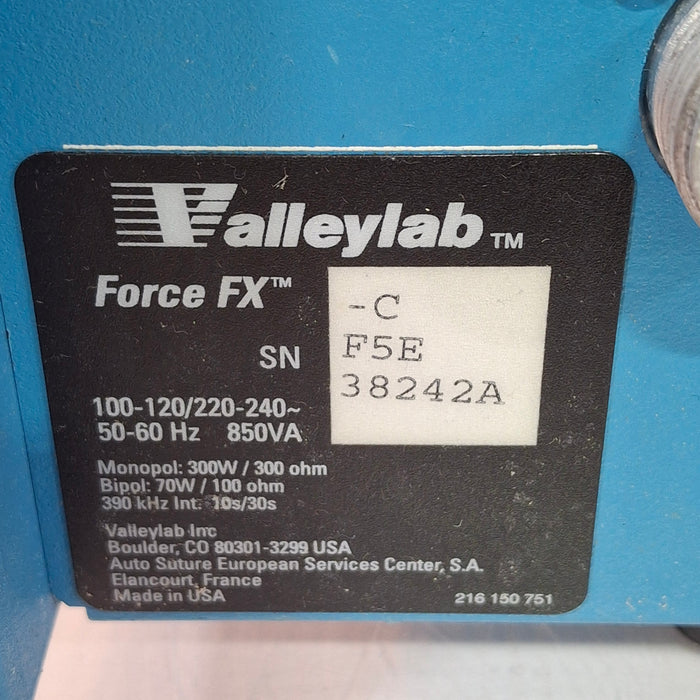 Valleylab™
Force FX™
-C
SN F5E
38242A
100-120/220-240~
50-60 Hz 850VA
Monopol: 300W / 300 ohm
Bipol: 70W / 100 ohm
390 kHz Int. 10s/30s
Valleylab Inc
Boulder, CO 80301-3299 USA
Auto Suture European Services Center, S.A.
Elancourt, France
Made in USA 216 150 751